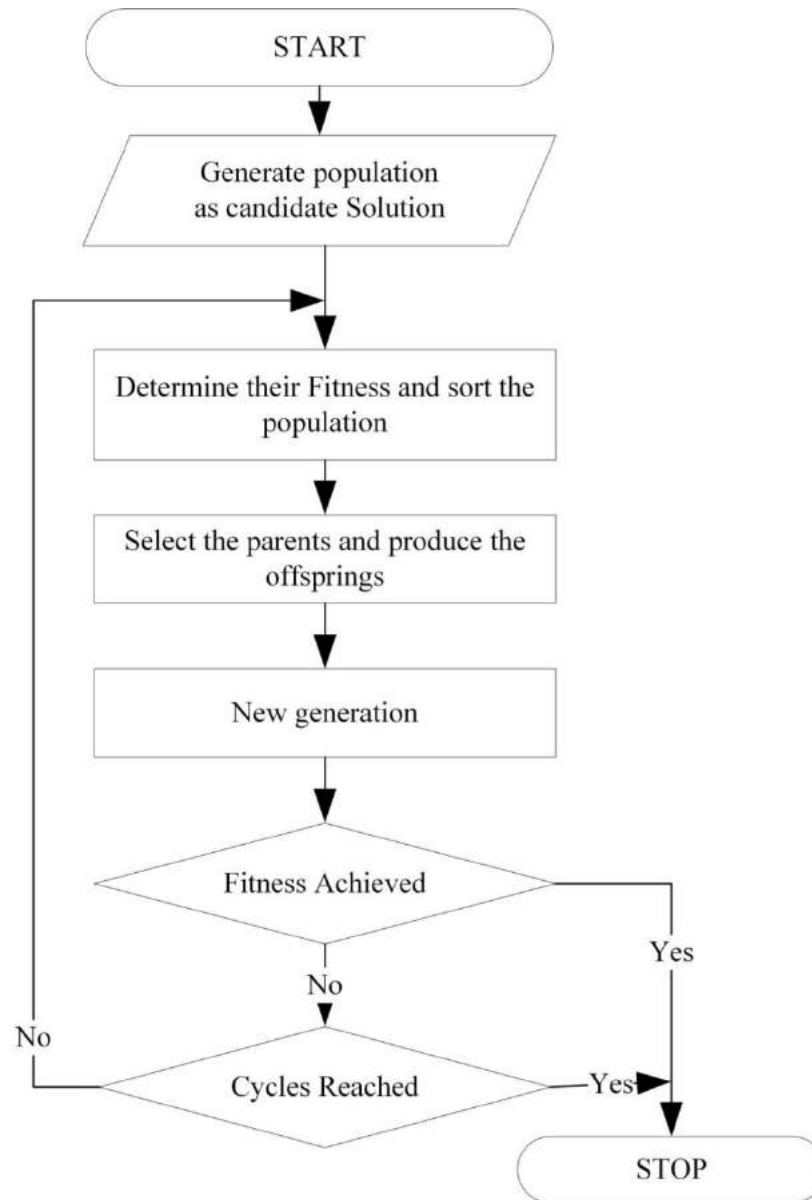 START
Generate population
as candidate Solution
Determine their Fitness and sort the
population
Select the parents and produce the
offsprings
New generation
Fitness Achieved
Yes
No
No
Cycles Reached
Yes
STOP